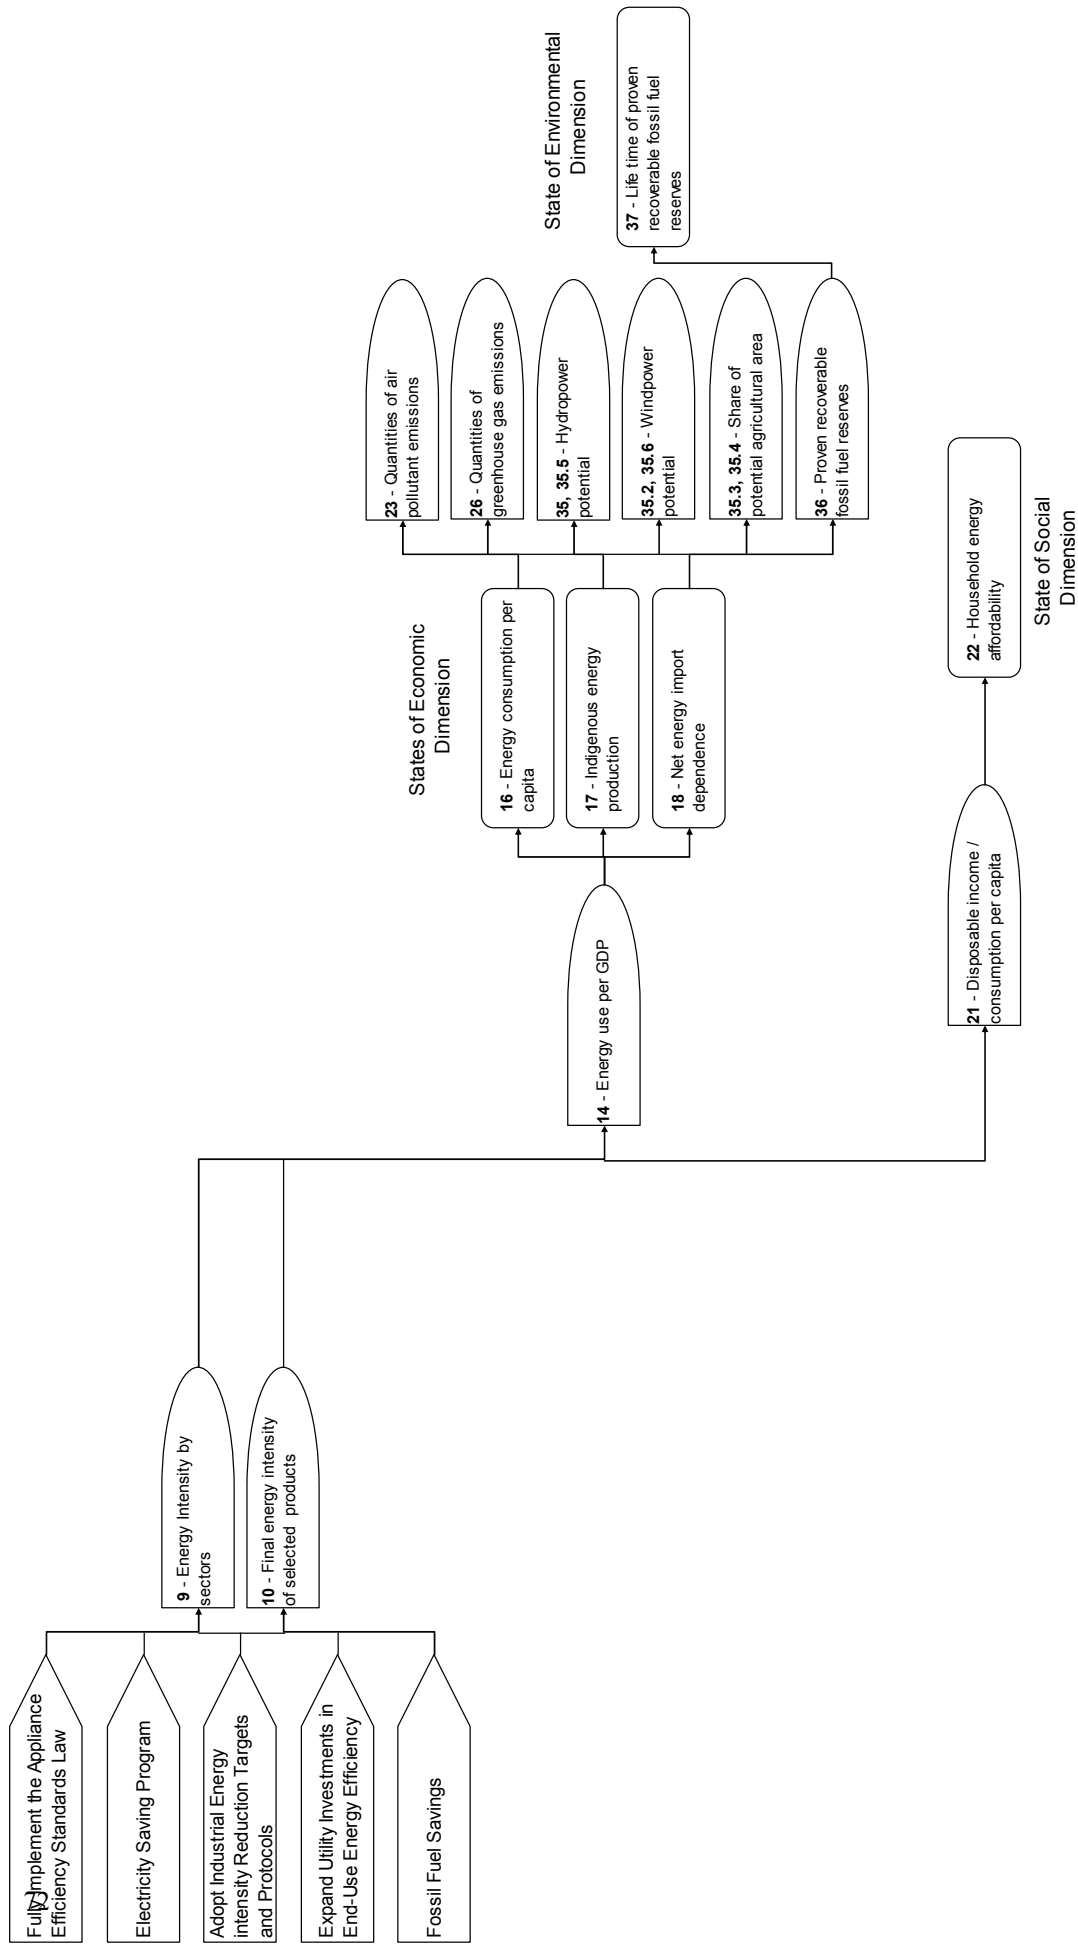 72
Fully Implement the Appliance
Efficiency Standards Law
Electricity Saving Program
Adopt Industrial Energy
intensity Reduction Targets
and Protocols
Expand Utility Investments in
End-Use Energy Efficiency
Fossil Fuel Savings
9 - Energy Intensity by
sectors
10 - Final energy intensity
of selected products
14 - Energy use per GDP
21 - Disposable income /
consumption per capita
States of Economic
Dimension
16 - Energy consumption per
capita
17 - Indigenous energy
production
18 - Net energy import
dependence
22 - Household energy
affordability
State of Social
Dimension
23 - Quantities of air
pollutant emissions
26 - Quantities of
greenhouse gas emissions
35, 35.5 - Hydropower
potential
35.2, 35.6 - Windpower
potential
35.3, 35.4 - Share of
potential agricultural area
36 - Proven recoverable
fossil fuel reserves
State of Environmental
Dimension
37 - Life time of proven
recoverable fossil fuel
reserves